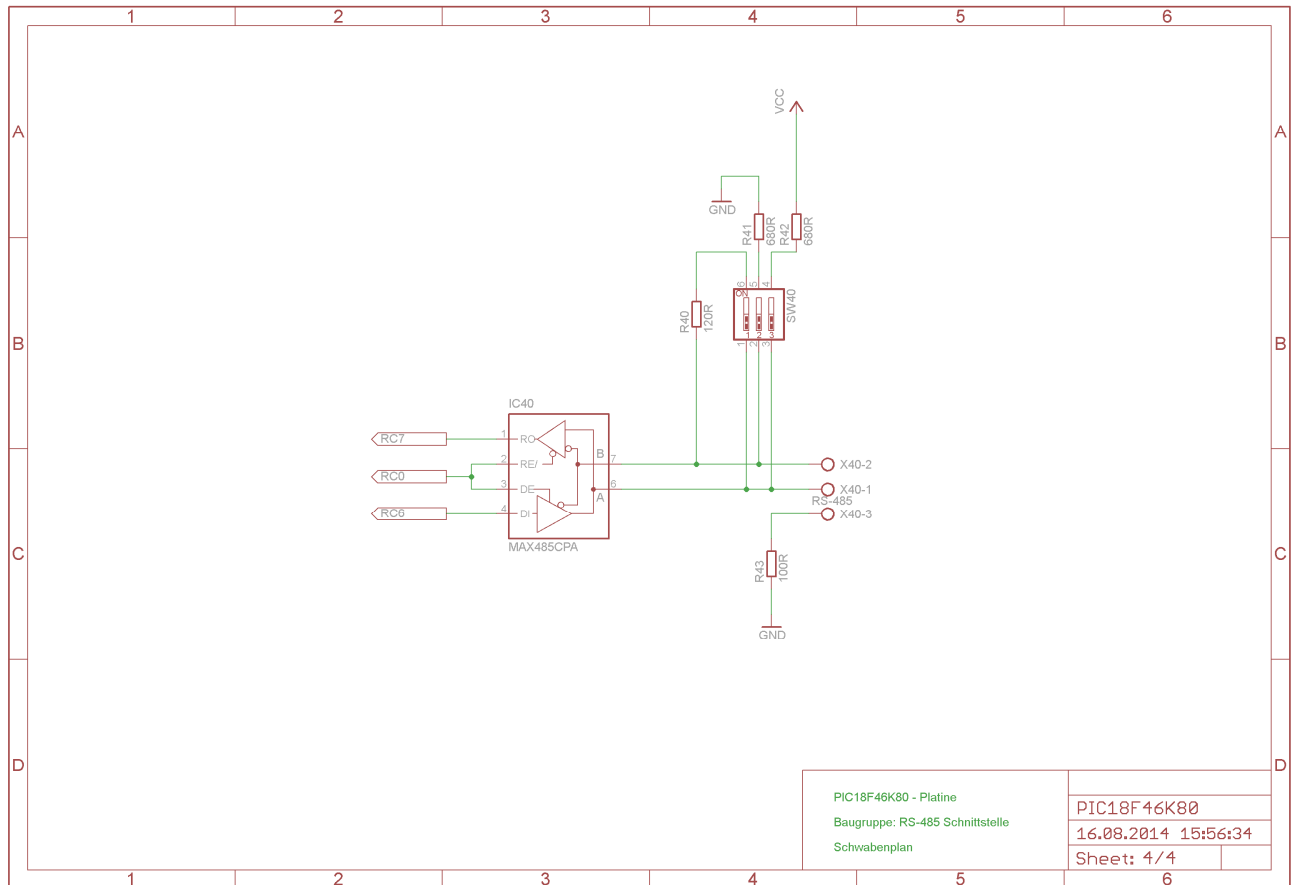 1 2 3 4 5 6
A A
B B
C C
D D
VCC
GND
R41
680R
R42
680R
R40
120R
6 5 4
ON
1 2 3
1 2 3
SW40
IC40
RC7
1 RO
RC0
2 RE/
3 DE
RC6
4 DI
B 7
A 6
MAX485CPA
X40-2
X40-1
RS-485
X40-3
R43
100R
GND
PIC18F46K80 - Platine
Baugruppe: RS-485 Schnittstelle
Schwabenplan
PIC18F46K80
16.08.2014 15:56:34
Sheet: 4/4
1 2 3 4 5 6